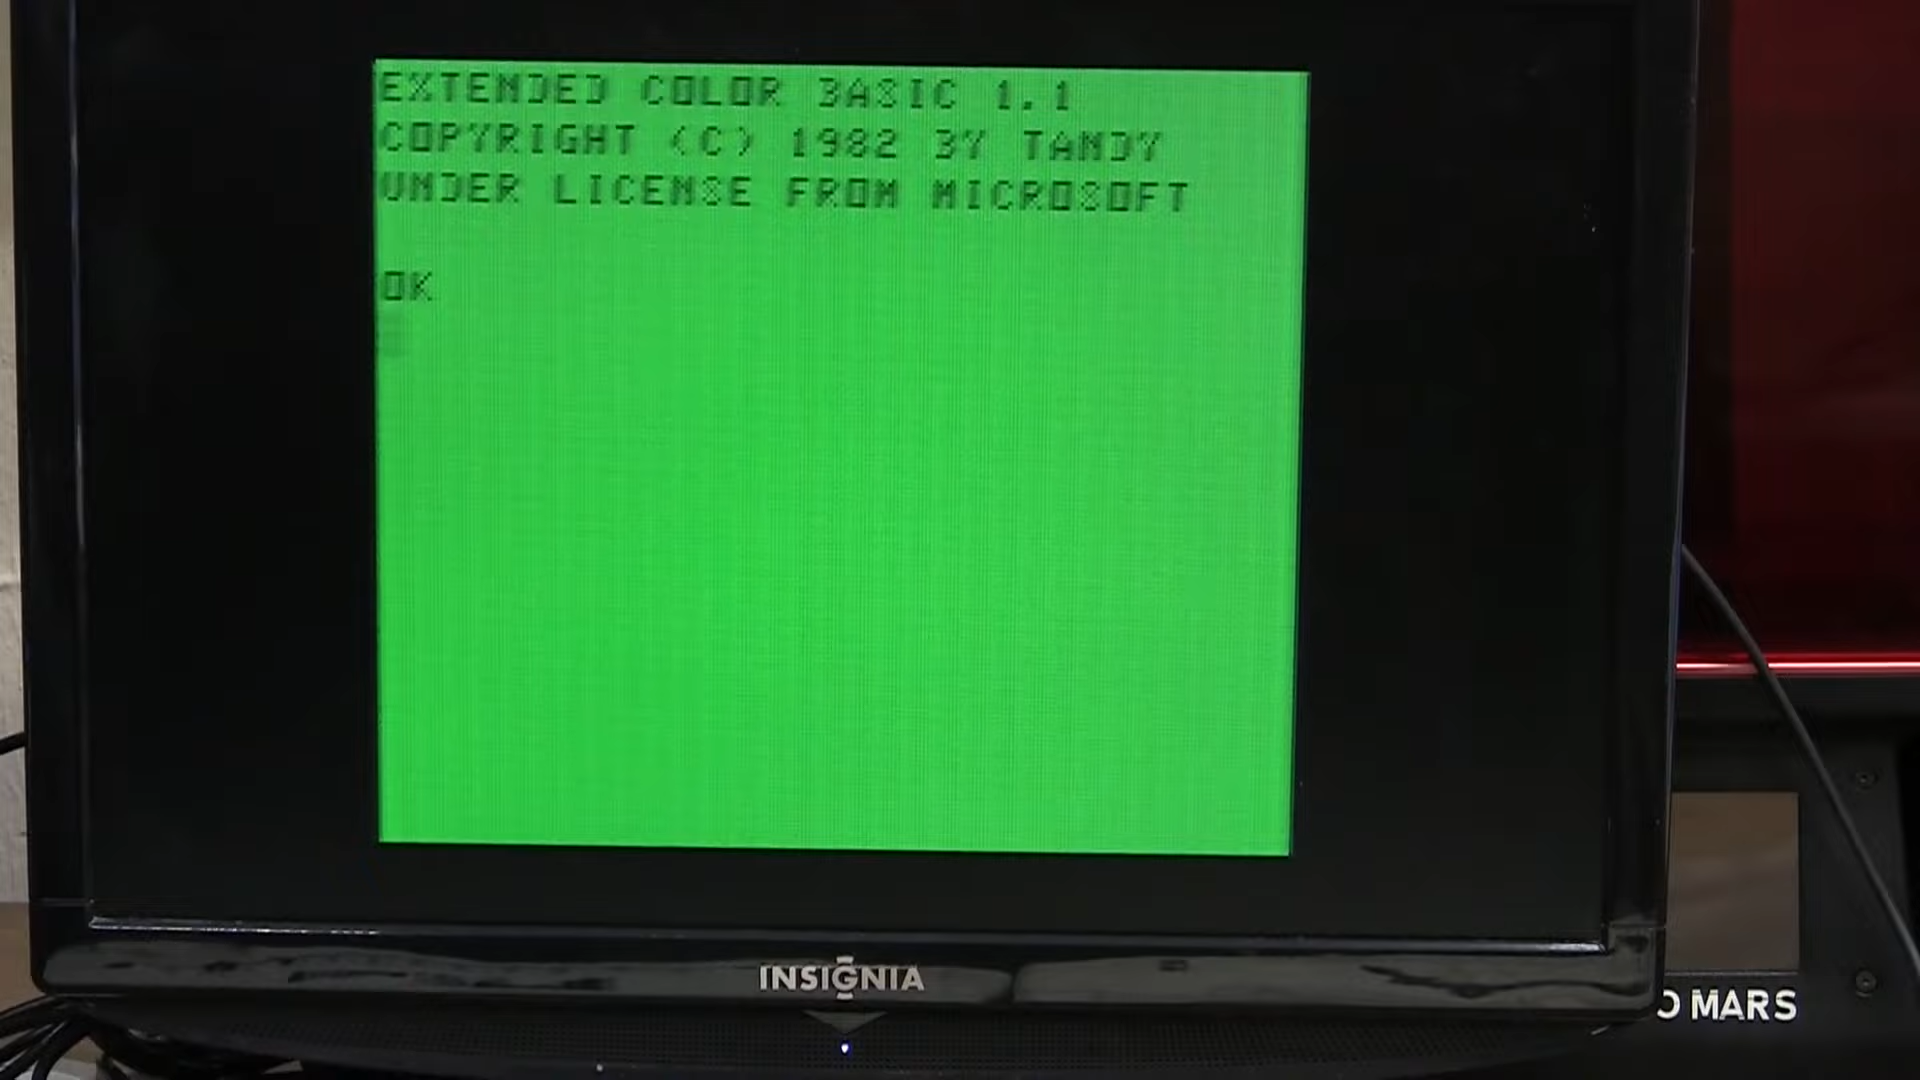 EXTENDED COLOR BASIC 1.1
COPYRIGHT (C) 1982 BY TANDY
UNDER LICENSE FROM MICROSOFT
OK
INSIGNIA
O MARS